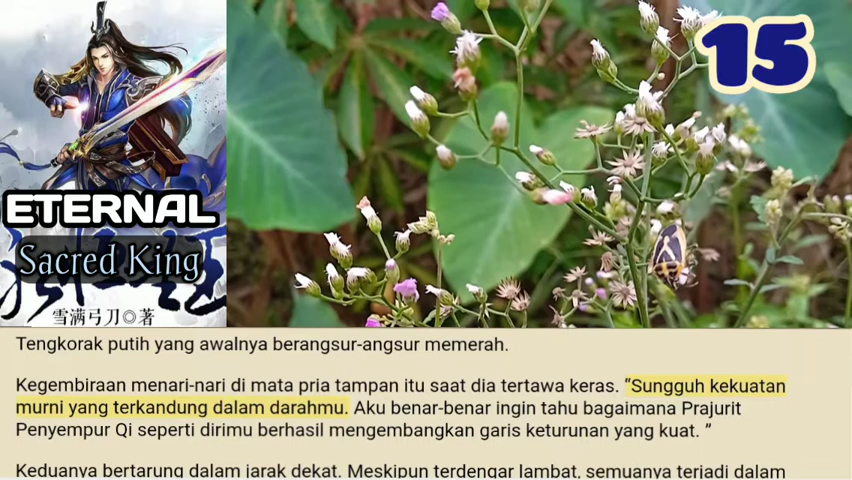 15
ETERNAL
Sacred King
雪满弓刀◎著
Tengkorak putih yang awalnya berangsur-angsur memerah.
Kegembiraan menari-nari di mata pria tampan itu saat dia tertawa keras. “Sungguh kekuatan
murni yang terkandung dalam darahmu. Aku benar-benar ingin tahu bagaimana Prajurit
Penyempur Qi seperti dirimu berhasil mengembangkan garis keturunan yang kuat. ”
Keduanya bertarung dalam jarak dekat. Meskipun terdengar lambat, semuanya terjadi dalam